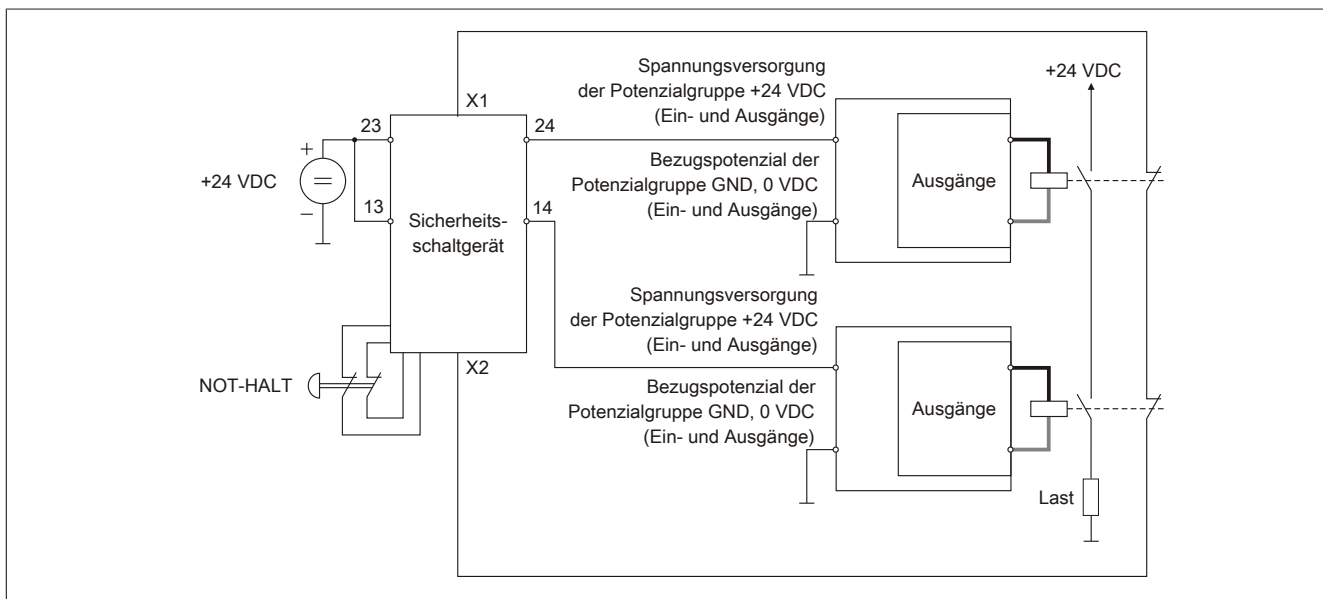 Spannungsversorgung
der Potenzialgruppe +24 VDC
(Ein- und Ausgänge)
+24 VDC
X1
23
24
+
+24 VDC
=
−
Bezugspotenzial der
Potenzialgruppe GND, 0 VDC
(Ein- und Ausgänge)
Ausgänge
13
14
Sicherheits-
schaltgerät
Spannungsversorgung
der Potenzialgruppe +24 VDC
(Ein- und Ausgänge)
X2
NOT-HALT
Bezugspotenzial der
Potenzialgruppe GND, 0 VDC
(Ein- und Ausgänge)
Ausgänge
Last